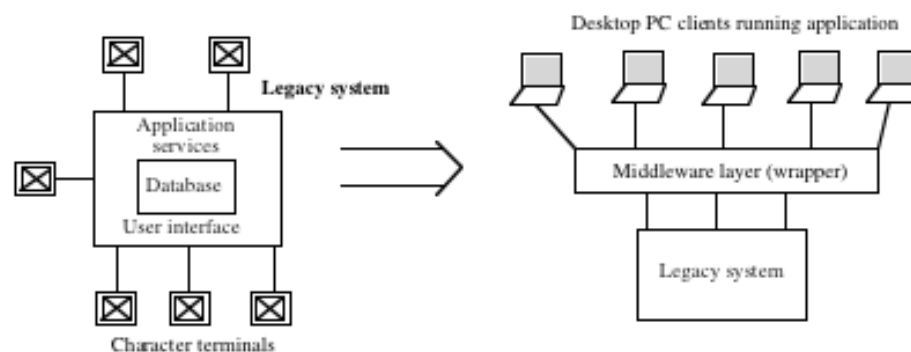 Desktop PC clients running application
Legacy system
Application
services
Database
User interface
Character terminals
Middleware layer (wrapper)
Legacy system